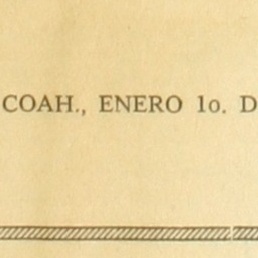 COAH., ENERO 1o. D